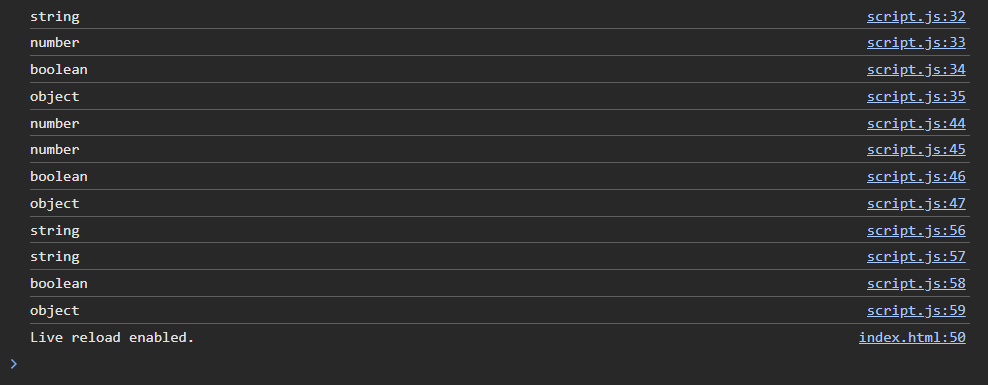 string script.js:32
number script.js:33
boolean script.js:34
object script.js:35
number script.js:44
number script.js:45
boolean script.js:46
object script.js:47
string script.js:56
string script.js:57
boolean script.js:58
object script.js:59
Live reload enabled. index.html:50
>